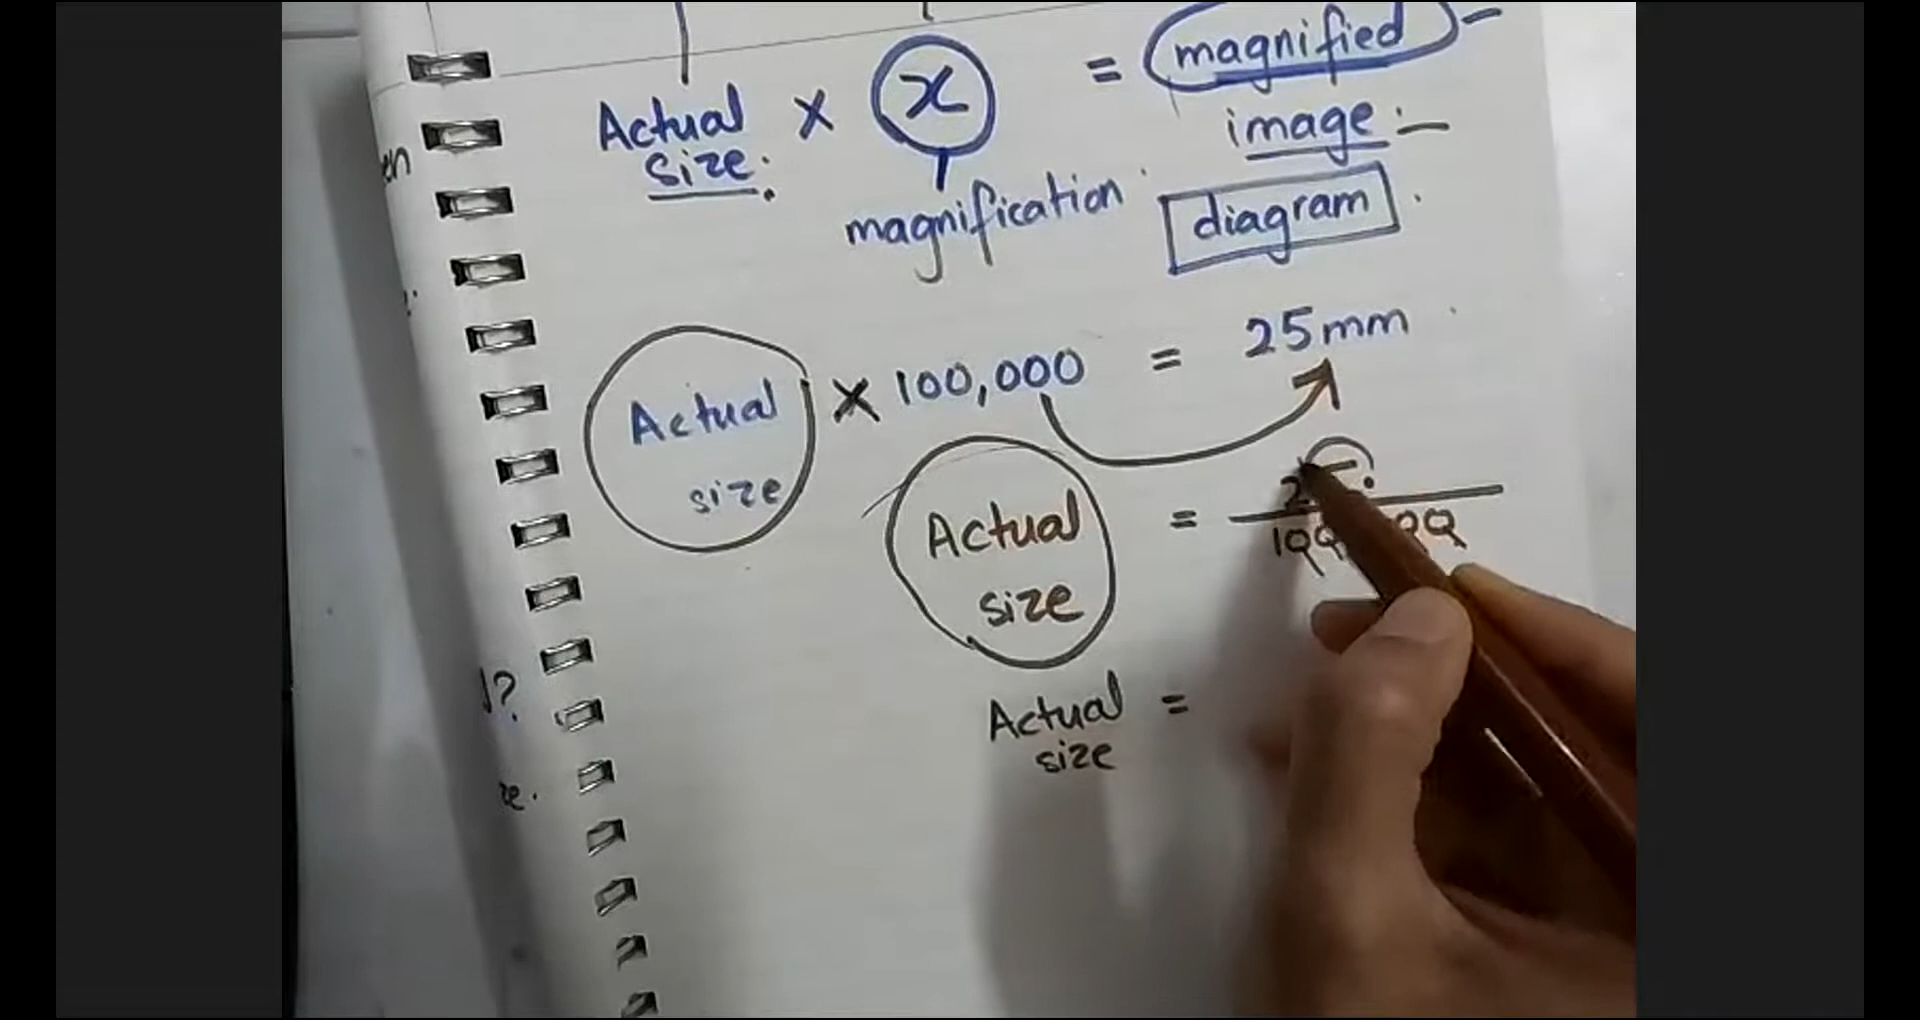 Actual × x = magnified
size. image
magnification diagram
Actual × 100,000 = 25mm
size
Actual =
size
Actual =
size